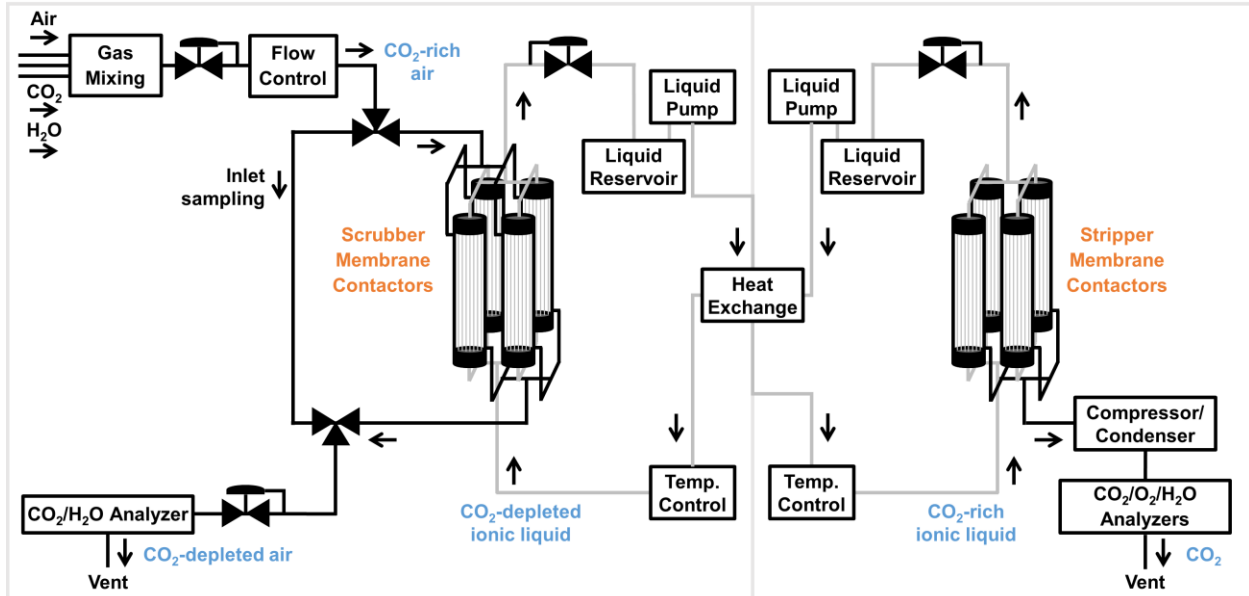 Air
Gas
Mixing
CO₂
H₂O
Flow
Control
CO₂-rich
air
Inlet
sampling
Scrubber
Membrane
Contactors
Liquid
Pump
Liquid
Reservoir
Liquid
Pump
Liquid
Reservoir
Heat
Exchange
Stripper
Membrane
Contactors
Temp.
Control
Temp.
Control
CO₂-depleted
ionic liquid
CO₂-rich
ionic liquid
Compressor/
Condenser
CO₂/O₂/H₂O
Analyzers
CO₂
Vent
CO₂/H₂O Analyzer
CO₂-depleted air
Vent